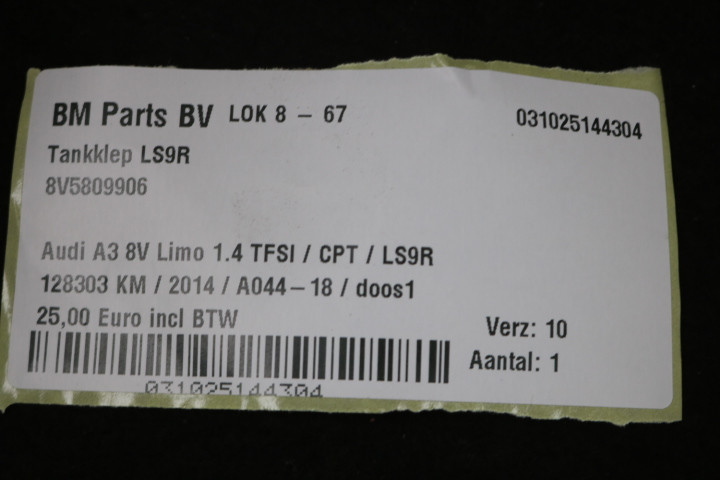 BM Parts BV LOK 8 – 67 031025144304
Tankklep LS9R
8V5809906
Audi A3 8V Limo 1.4 TFSI / CPT / LS9R
128303 KM / 2014 / A044–18 / doos1
25,00 Euro incl BTW
Verz: 10
Aantal: 1
031025144304